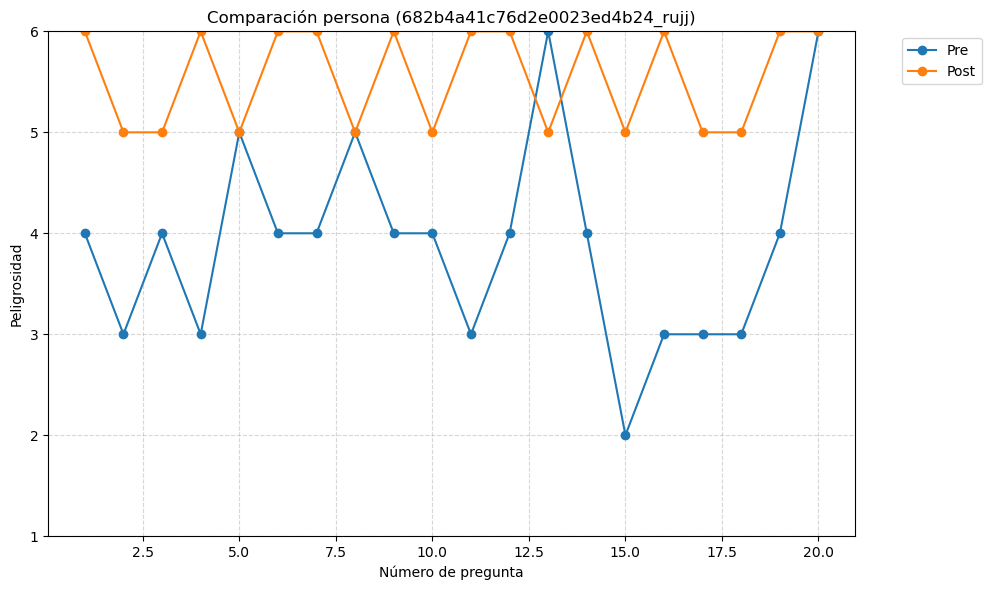 Comparación persona (682b4a41c76d2e0023ed4b24_rujj)
Pre
Post
Peligrosidad
6
5
4
3
2
1
2.5 5.0 7.5 10.0 12.5 15.0 17.5 20.0
Número de pregunta